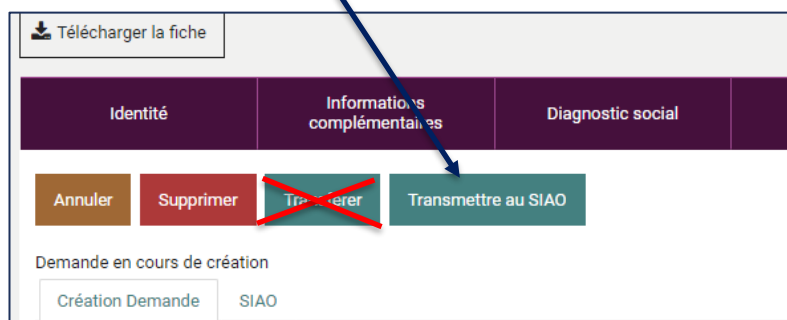 Télécharger la fiche
Identité
Informations
complémentaires
Diagnostic social
Annuler
Supprimer
Transférer
Transmettre au SIAO
Demande en cours de création
Création Demande
SIAO